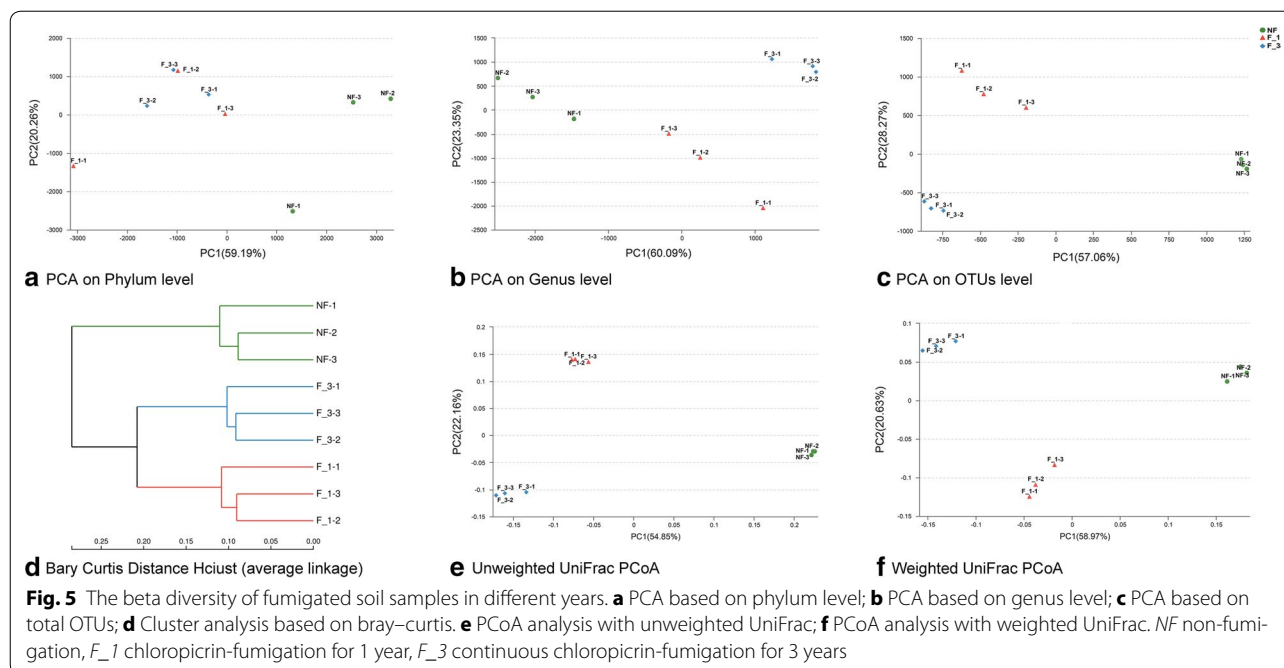 PC2(20.26%)
2000
1000
0
-1000
-2000
-3000
F_3-3
F_1-2
F_3-2
F_3-1
F_1-3
F_1-1
NF-3
NF-2
NF-1
-3000 -2000 -1000 0 1000 2000 3000
PC1(59.19%)
a PCA on Phylum level
PC2(23.35%)
1500
1000
500
0
-500
-1000
-1500
-2000
-2500
NF-2
NF-3
NF-1
F_1-3
F_1-2
F_1-1
F_3-1
F_3-3
F_3-2
-2000 -1000 0 1000
PC1(60.09%)
b PCA on Genus level
PC2(28.27%)
1500
1000
500
0
-500
-1000
F_1-1
F_1-2
F_1-3
NF-1
NF-2
NF-3
F_3-3
F_3-1
F_3-2
-750 -500 -250 0 250 500 750 1000 1250
PC1(57.06%)
NF
F_1
F_3
c PCA on OTUs level
NF-1
NF-2
NF-3
F_3-1
F_3-3
F_3-2
F_1-1
F_1-3
F_1-2
0.25 0.20 0.15 0.10 0.05 0.00
d Bary Curtis Distance Hciust (average linkage)
PC2(22.16%)
0.2
0.15
0.1
0.05
0
-0.05
-0.1
-0.15
F_1-1
F_1-3
F_1-2
NF-2
NF-1
NF-3
F_3-3
F_3-1
F_3-2
-0.15 -0.05 0.05 0.2
PC1(54.85%)
e Unweighted UniFrac PCoA
PC2(20.63%)
0.1
0.05
0
-0.05
-0.1
-0.15
F_3-3
F_3-1
F_3-2
NF-2
NF-1
NF-3
F_1-3
F_1-2
F_1-1
-0.15 -0.05 0 0.05 0.15
PC1(58.97%)
f Weighted UniFrac PCoA
Fig. 5 The beta diversity of fumigated soil samples in different years. a PCA based on phylum level; b PCA based on genus level; c PCA based on
total OTUs; d Cluster analysis based on bray–curtis. e PCoA analysis with unweighted UniFrac; f PCoA analysis with weighted UniFrac. NF non-fumi-
gation, F_1 chloropicrin-fumigation for 1 year, F_3 continuous chloropicrin-fumigation for 3 years